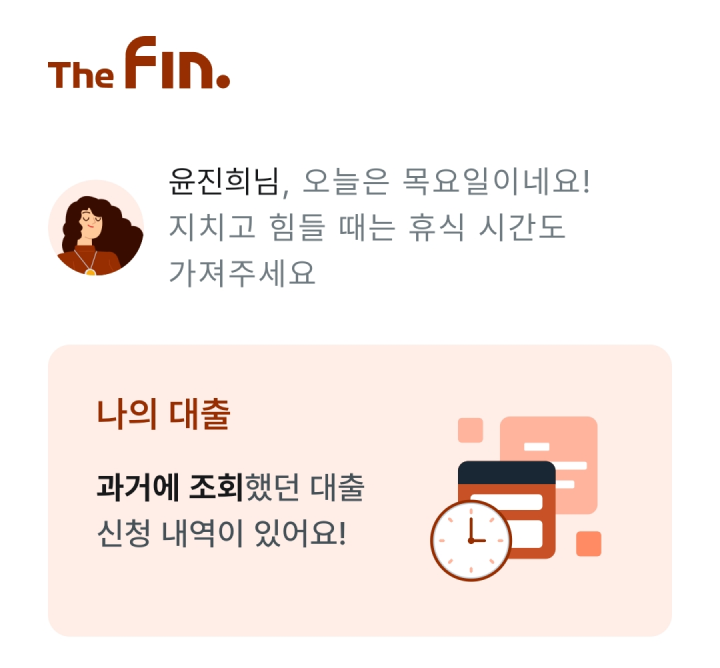 The Fin.
윤진희님, 오늘은 목요일이네요!
지치고 힘들 때는 휴식 시간도
가져주세요
나의 대출
과거에 조회했던 대출
신청 내역이 있어요!